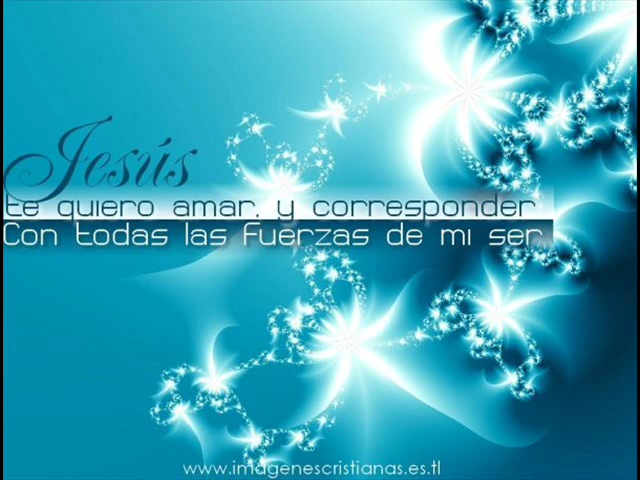 Jesús
te quiero amar, y corresponder
Con todas las fuerzas de mi ser
www.imagenescristianas.es.tl